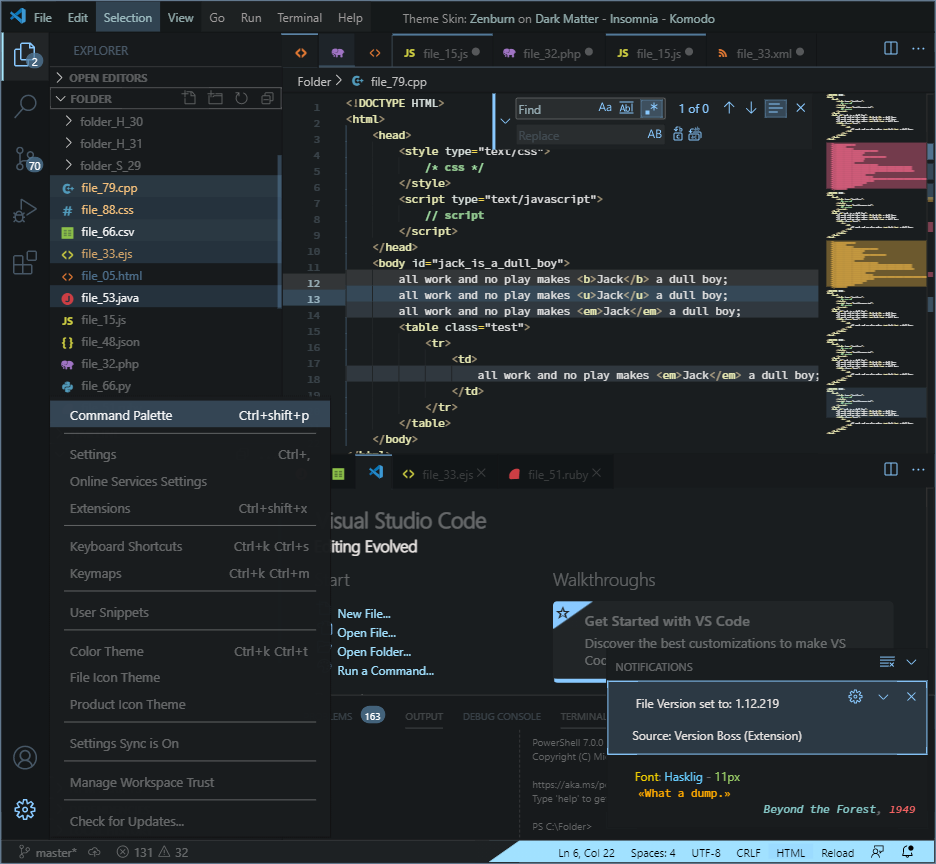 File Edit Selection View Go Run Terminal Help Theme Skin: Zenburn on Dark Matter - Insomnia - Komodo
2
70
EXPLORER
OPEN EDITORS
FOLDER
folder_H_30
folder_H_31
folder_S_29
file_79.cpp
file_88.css
file_66.csv
file_33.ejs
file_05.html
file_53.java
JS file_15.js
file_48.json
file_32.php
file_66.py
JS file_15.js file_32.php JS file_15.js file_33.xml
Folder > file_79.cpp
Find Aa Abl .* 1 of 0
Replace AB
1 <!DOCTYPE HTML>
2 <html>
3 <head>
4 <style type="text/css">
5 /* css */
6 </style>
7 <script type="text/javascript">
8 // script
9 </script>
10 </head>
11 <body id="jack_is_a_dull_boy">
12 all work and no play makes <b>Jack</b> a dull boy;
13 all work and no play makes <u>Jack</u> a dull boy;
14 all work and no play makes <em>Jack</em> a dull boy;
15 <table class="test">
16 <tr>
17 <td>
18 all work and no play makes <em>Jack</em> a dull boy;
19 </td>
</tr>
</table>
</body>
Command Palette Ctrl+shift+p
Settings Ctrl+,
Online Services Settings
Extensions Ctrl+shift+x
Keyboard Shortcuts Ctrl+k Ctrl+s
Keymaps Ctrl+k Ctrl+m
User Snippets
Color Theme Ctrl+k Ctrl+t
File Icon Theme
Product Icon Theme
Settings Sync is On
Manage Workspace Trust
Check for Updates...
file_33.ejs file_51.ruby
isual Studio Code
iting Evolved
art
New File...
Open File...
Open Folder...
Run a Command...
Walkthroughs
Get Started with VS Code
Discover the best customizations to make VS
Coc
LEMS 163 OUTPUT DEBUG CONSOLE TERMINAL
PowerShell 7.0.0
Copyright (C) Mi
https://aka.ms/p
Type 'help' to ge
PS C:\Folder>
NOTIFICATIONS
File Version set to: 1.12.219
Source: Version Boss (Extension)
Font: Hasklig - 11px
«What a dump.»
Beyond the Forest, 1949
master* 131 32 Ln 6, Col 22 Spaces: 4 UTF-8 CRLF HTML Reload